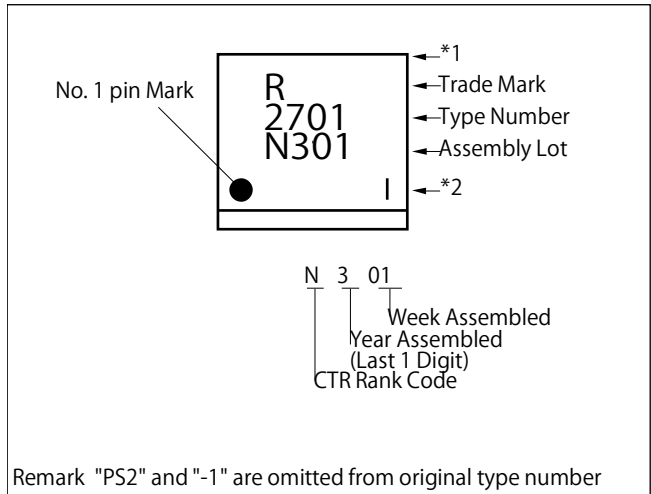 *1
No. 1 pin Mark
R
Trade Mark
2701
Type Number
N301
Assembly Lot
I
*2
N 3 01
Week Assembled
Year Assembled
(Last 1 Digit)
CTR Rank Code
Remark "PS2" and "-1" are omitted from original type number